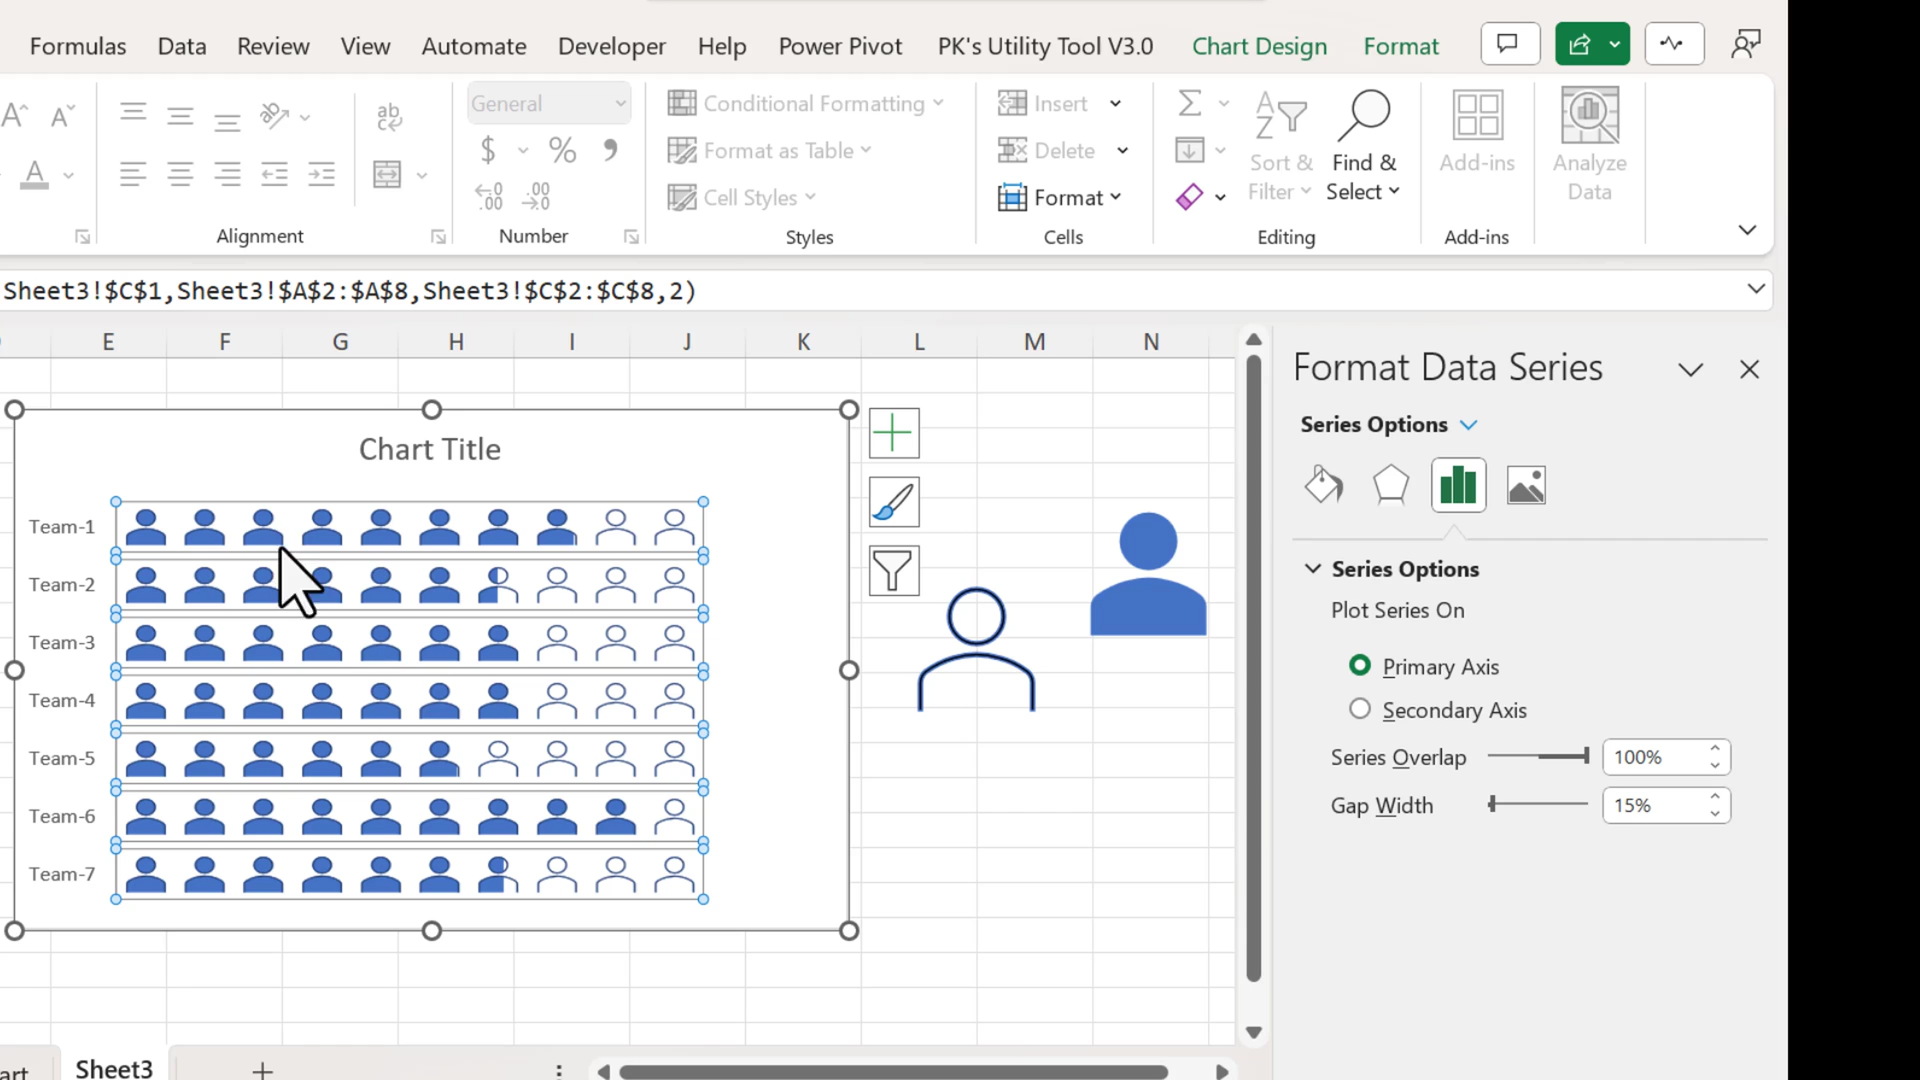 Formulas Data Review View Automate Developer Help Power Pivot PK's Utility Tool V3.0 Chart Design Format
General
Conditional Formatting
Format as Table
Cell Styles
Insert
Delete
Format
Sort &
Filter
Find &
Select
Add-ins
Analyze
Data
Alignment Number Styles Cells Editing Add-ins
Sheet3!$C$1,Sheet3!$A$2:$A$8,Sheet3!$C$2:$C$8,2)
E F G H I J K L M N
Chart Title
Team-1
Team-2
Team-3
Team-4
Team-5
Team-6
Team-7
Format Data Series
Series Options
Series Options
Plot Series On
Primary Axis
Secondary Axis
Series Overlap 100%
Gap Width 15%
Sheet3